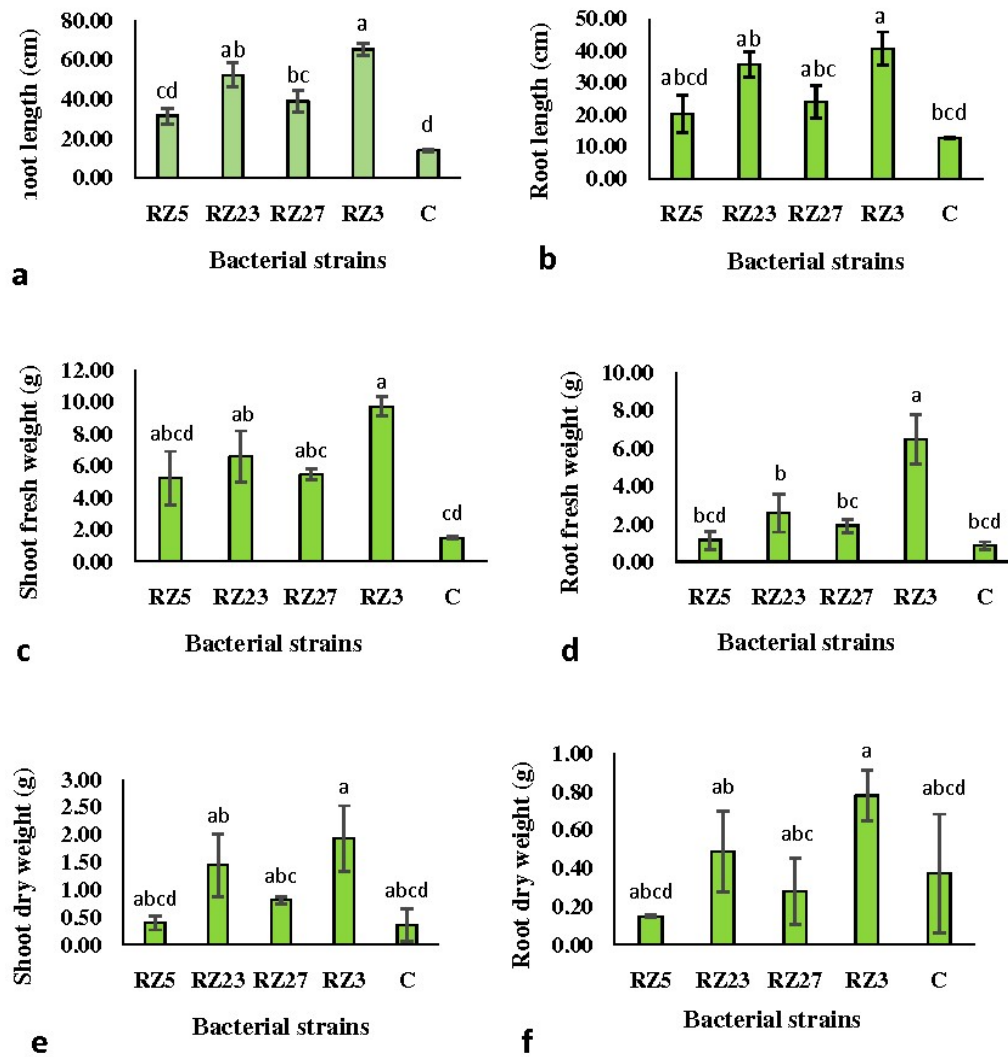 length (cm)
80.00
60.00
40.00
20.00
0.00
cd
ab
bc
a
d
RZ5 RZ23 RZ27 RZ3 C
Bacterial strains
a
Root length (cm)
50.00
40.00
30.00
20.00
10.00
0.00
abcd
ab
abc
a
bcd
RZ5 RZ23 RZ27 RZ3 C
Bacterial strains
b
Shoot fresh weight (g)
12.00
10.00
8.00
6.00
4.00
2.00
0.00
abcd
ab
abc
a
cd
RZ5 RZ23 RZ27 RZ3 C
Bacterial strains
c
Root fresh weight (g)
10.00
8.00
6.00
4.00
2.00
0.00
bcd
b
bc
a
bcd
RZ5 RZ23 RZ27 RZ3 C
Bacterial strains
d
Shoot dry weight (g)
3.00
2.50
2.00
1.50
1.00
0.50
0.00
abcd
ab
abc
a
abcd
RZ5 RZ23 RZ27 RZ3 C
Bacterial strains
e
Root dry weight (g)
1.00
0.80
0.60
0.40
0.20
0.00
abcd
ab
abc
a
abcd
RZ5 RZ23 RZ27 RZ3 C
Bacterial strains
f